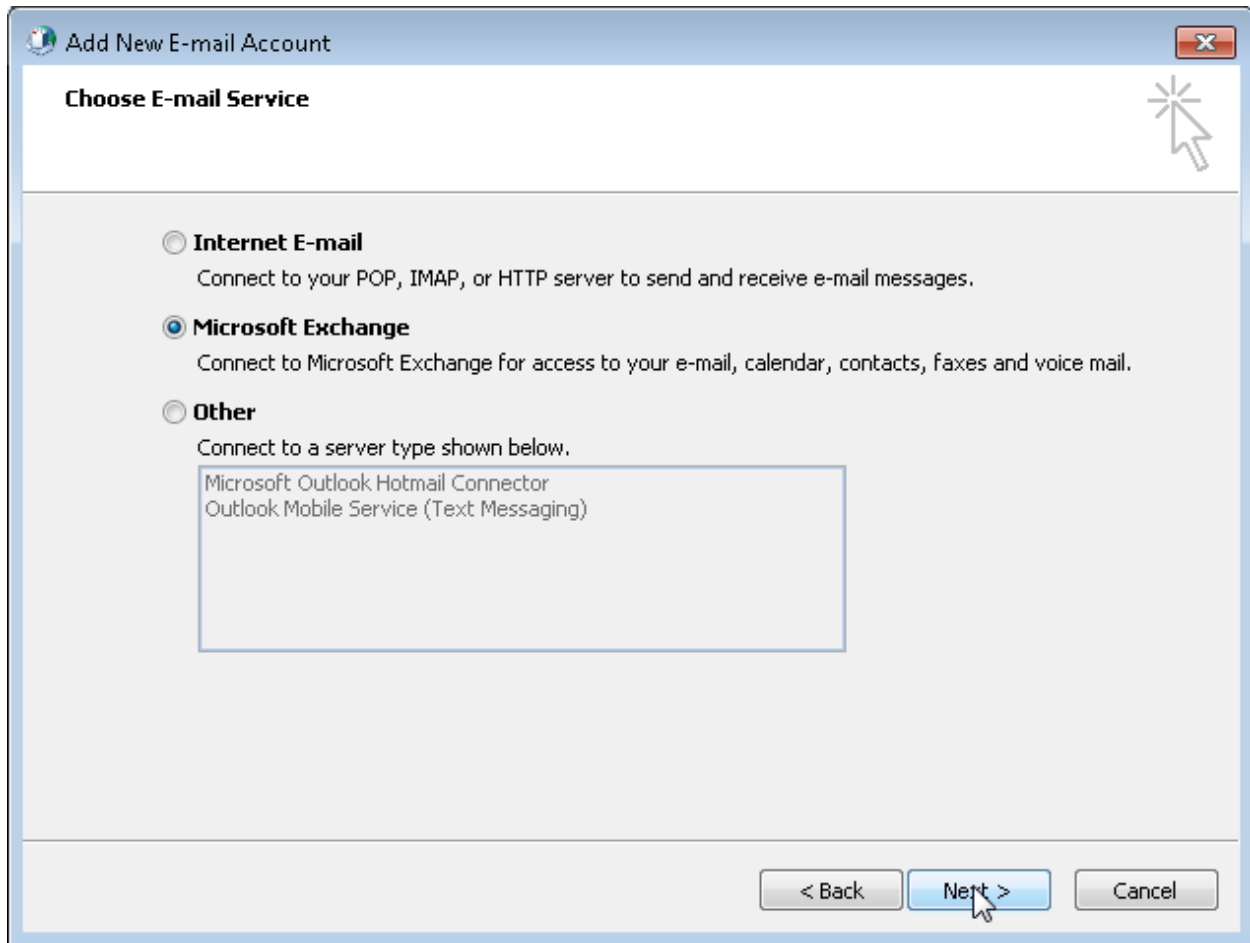 Add New E-mail Account
Choose E-mail Service
Internet E-mail
Connect to your POP, IMAP, or HTTP server to send and receive e-mail messages.
Microsoft Exchange
Connect to Microsoft Exchange for access to your e-mail, calendar, contacts, faxes and voice mail.
Other
Connect to a server type shown below.
Microsoft Outlook Hotmail Connector
Outlook Mobile Service (Text Messaging)
< Back Next > Cancel